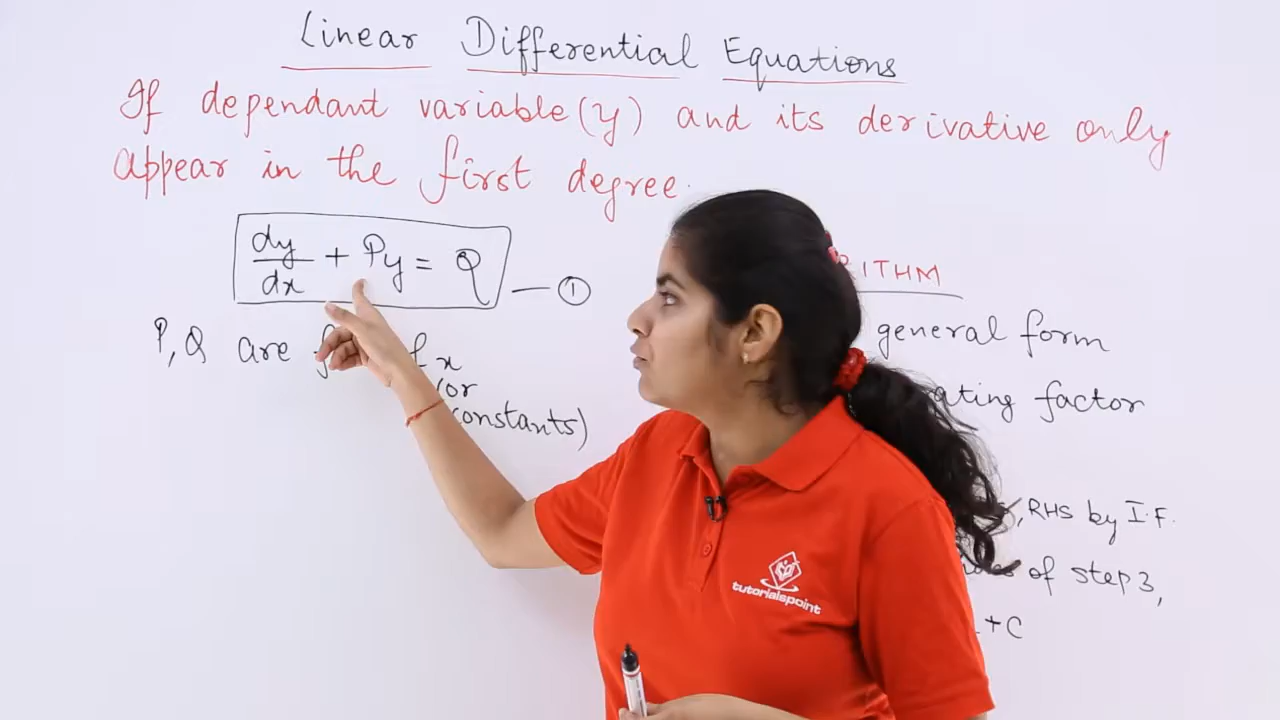 Linear Differential Equations
If dependant variable (y) and its derivative only
appear in the first degree.
dy/dx + Py = Q — ①
P, Q are of x
(or
constants)
RITHM
general form
ating factor
, RHS by I.F.
of step 3,
+C
tutorialspoint